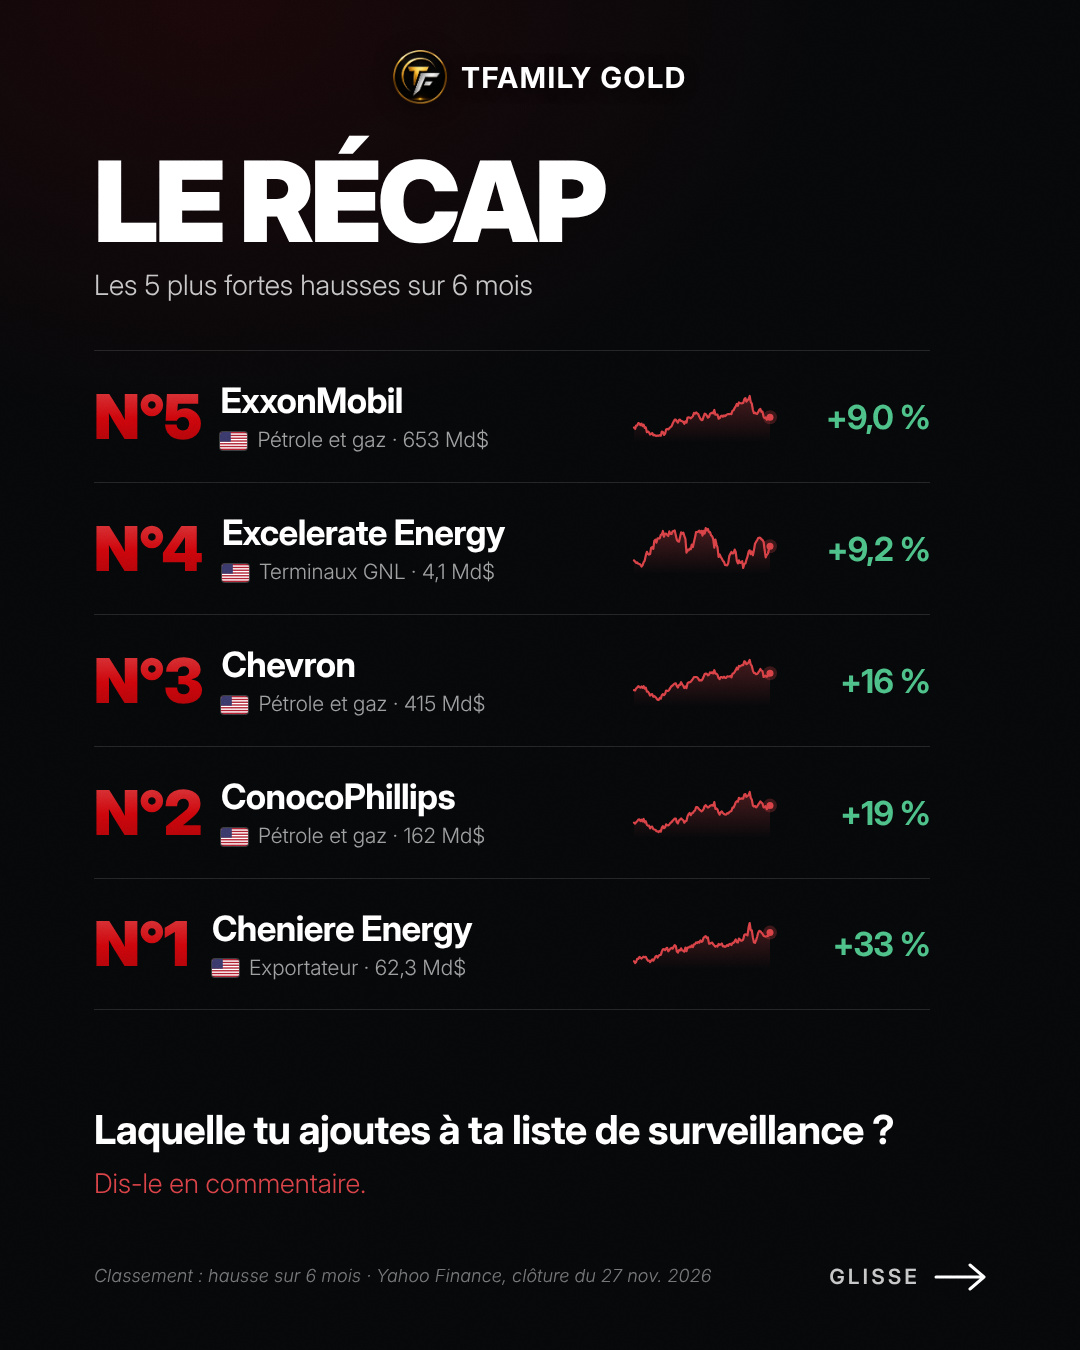 TF
TFAMILY GOLD
LE RÉCAP
Les 5 plus fortes hausses sur 6 mois
N°5
ExxonMobil
Pétrole et gaz · 653 Md$
+9,0 %
N°4
Excelerate Energy
Terminaux GNL · 4,1 Md$
+9,2 %
N°3
Chevron
Pétrole et gaz · 415 Md$
+16 %
N°2
ConocoPhillips
Pétrole et gaz · 162 Md$
+19 %
N°1
Cheniere Energy
Exportateur · 62,3 Md$
+33 %
Laquelle tu ajoutes à ta liste de surveillance ?
Dis-le en commentaire.
Classement : hausse sur 6 mois · Yahoo Finance, clôture du 27 nov. 2026
GLISSE